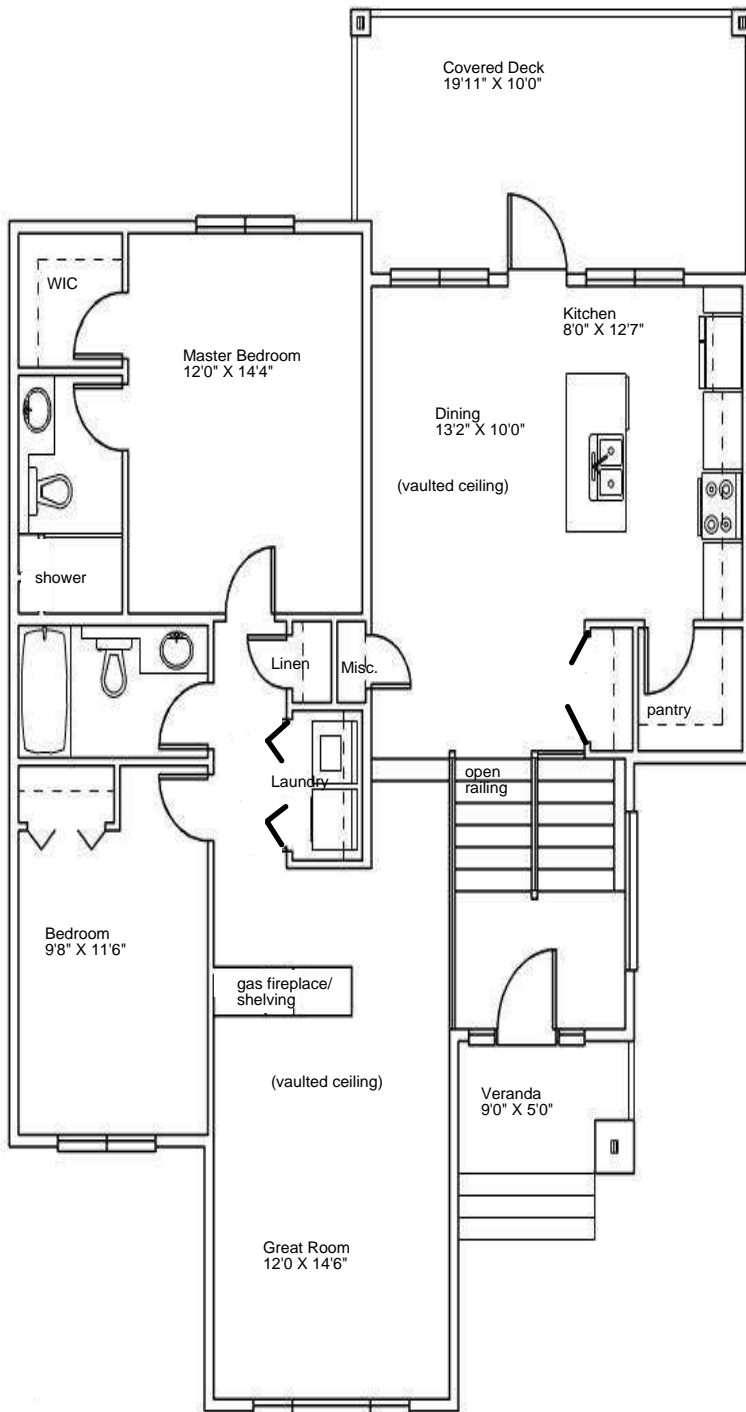 Covered Deck
19'11" X 10'0"
WIC
Kitchen
8'0" X 12'7"
Master Bedroom
12'0" X 14'4"
Dining
13'2" X 10'0"
(vaulted ceiling)
shower
Linen
Misc.
pantry
Laundry
open
railing
Bedroom
9'8" X 11'6"
gas fireplace/
shelving
(vaulted ceiling)
Veranda
9'0" X 5'0"
Great Room
12'0 X 14'6"